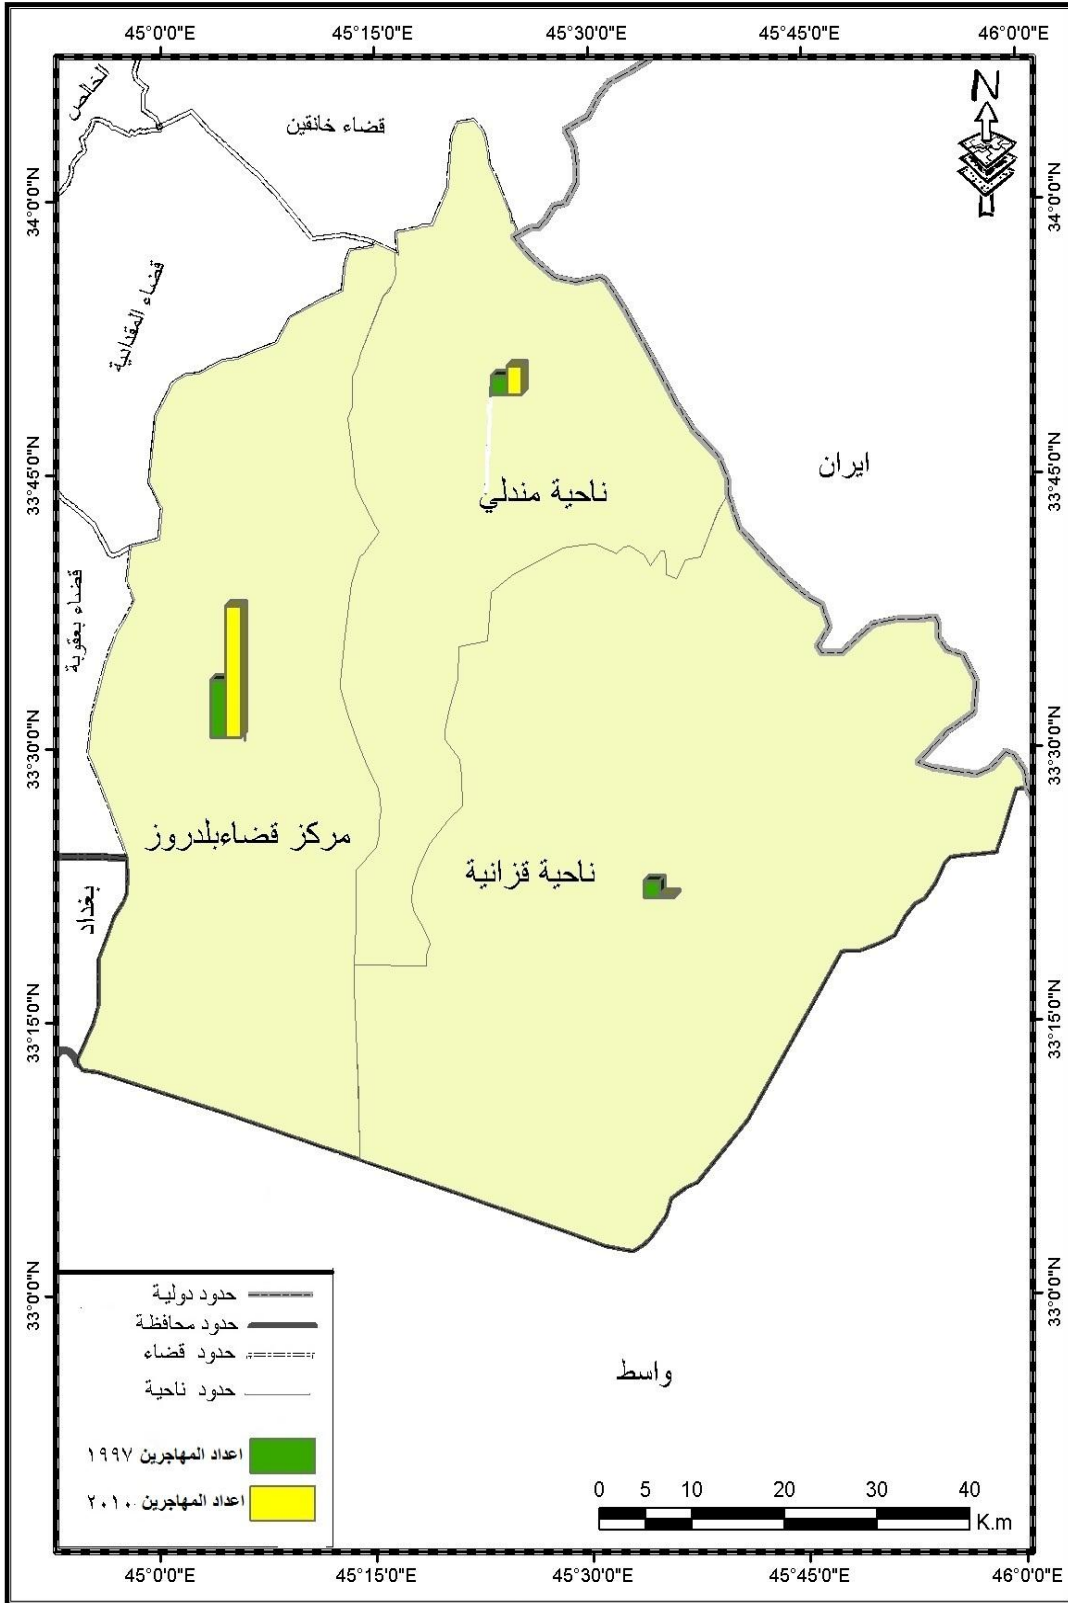 45°0'0"E 45°15'0"E 45°30'0"E 45°45'0"E 46°0'0"E
N
الخالص
قضاء خانقين
34°0'0"N
34°0'0"N
قضاء المقدادية
ايران
33°45'0"N
33°45'0"N
ناحية مندلي
قضاء بعقوبة
33°30'0"N
33°30'0"N
مركز قضاءبلدروز
ناحية قزانية
بغداد
33°15'0"N
33°15'0"N
33°0'0"N
33°0'0"N
حدود دولية
حدود محافظة
حدود قضاء
حدود ناحية
اعداد المهاجرين ١٩٩٧
اعداد المهاجرين ٢٠١٠
واسط
0 5 10 20 30 40
K.m
45°0'0"E 45°15'0"E 45°30'0"E 45°45'0"E 46°0'0"E